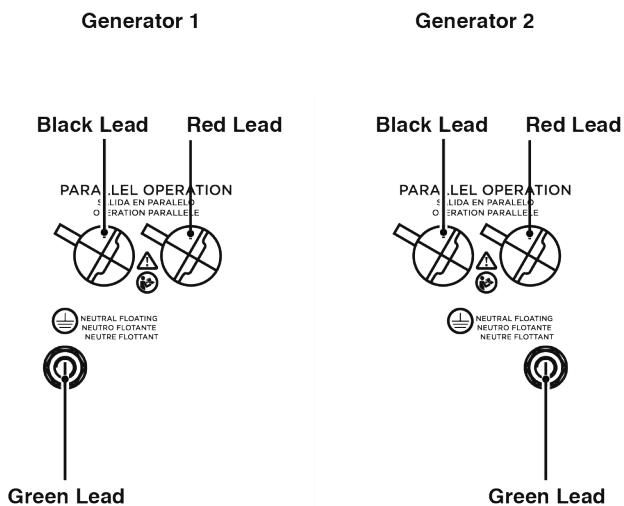 Generator 1
Generator 2
Black Lead
Red Lead
Black Lead
Red Lead
PARALLEL OPERATION
SALIDA EN PARALELO
OPERATION PARALLELE
PARALLEL OPERATION
SALIDA EN PARALELO
OPERATION PARALLELE
NEUTRAL FLOATING
NEUTRO FLOTANTE
NEUTRE FLOTTANT
NEUTRAL FLOATING
NEUTRO FLOTANTE
NEUTRE FLOTTANT
Green Lead
Green Lead